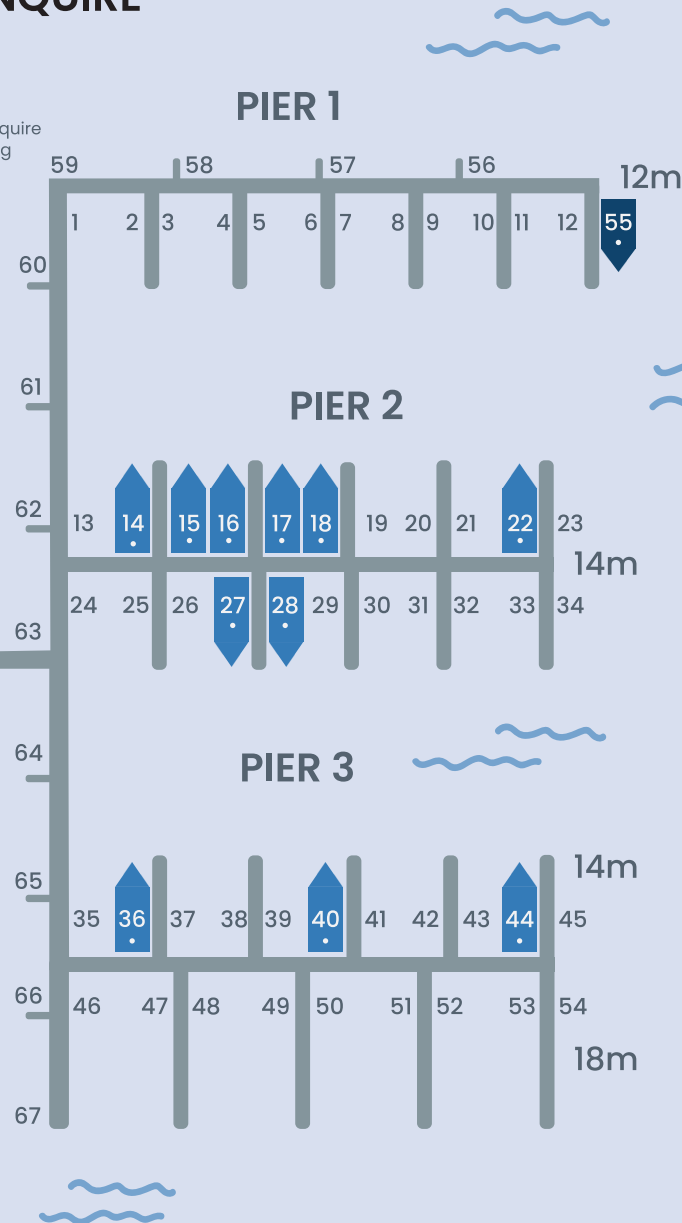 NQUIRE
PIER 1
quire
g
59 58 57 56
12m
1 2 3 4 5 6 7 8 9 10 11 12 55
60
61
PIER 2
62 13 14 15 16 17 18 19 20 21 22 23
14m
24 25 26 27 28 29 30 31 32 33 34
63
64
PIER 3
14m
65
35 36 37 38 39 40 41 42 43 44 45
66 46 47 48 49 50 51 52 53 54
18m
67